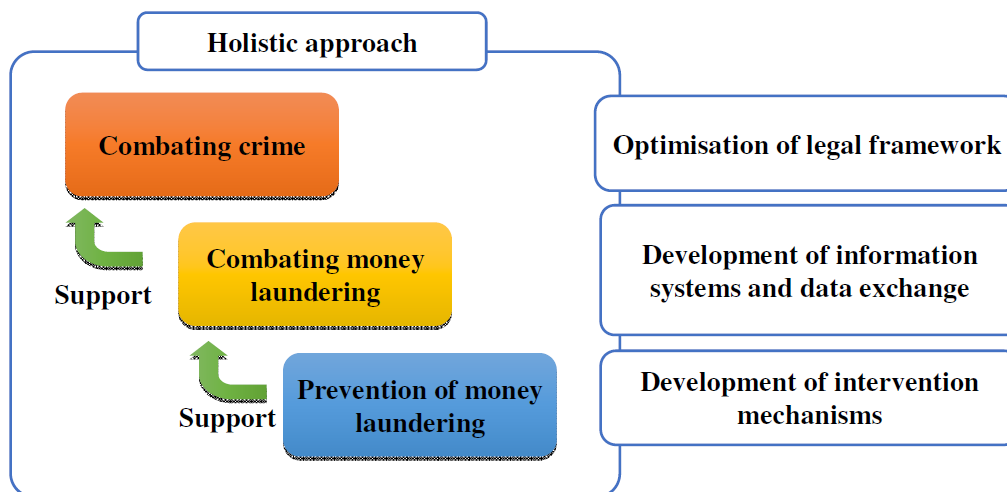 Holistic approach
Combating crime
Support
Combating money
laundering
Support
Prevention of money
laundering
Optimisation of legal framework
Development of information
systems and data exchange
Development of intervention
mechanisms